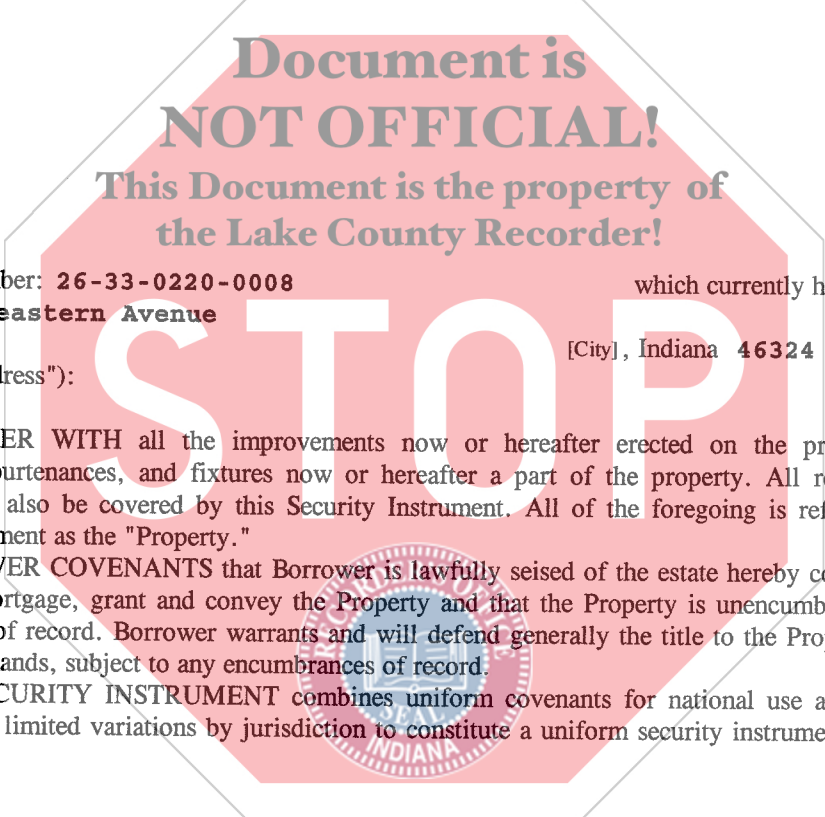 Document is
NOT OFFICIAL!
This Document is the property of
the Lake County Recorder!
ber: 26-33-0220-0008 which currently h
eastern Avenue
[City], Indiana 46324
ress"):
STOP
ER WITH all the improvements now or hereafter erected on the pr
urtenances, and fixtures now or hereafter a part of the property. All r
also be covered by this Security Instrument. All of the foregoing is ref
ment as the "Property."
ER COVENANTS that Borrower is lawfully seised of the estate hereby co
rtgage, grant and convey the Property and that the Property is unencumb
of record. Borrower warrants and will defend generally the title to the Pro
ands, subject to any encumbrances of record.
CURITY INSTRUMENT combines uniform covenants for national use a
limited variations by jurisdiction to constitute a uniform security instrume
SEAL
INDIANA